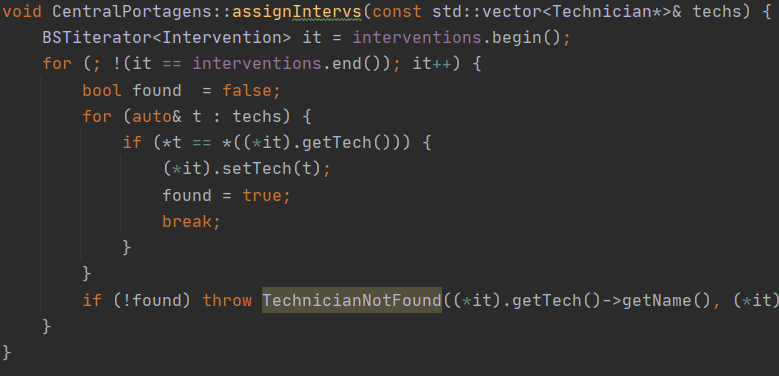 void CentralPortagens::assignIntervs(const std::vector<Technician*>& techs) {
    BSTiterator<Intervention> it = interventions.begin();
    for (; !(it == interventions.end()); it++) {
        bool found  = false;
        for (auto& t : techs) {
            if (*t == *((*it).getTech())) {
                (*it).setTech(t);
                found = true;
                break;
            }
        }
        if (!found) throw TechnicianNotFound((*it).getTech()->getName(), (*it)
    }
}